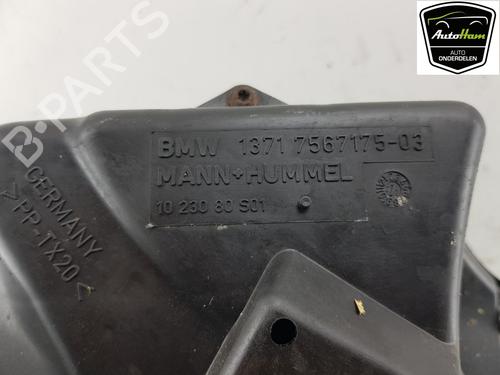 AutoHam
AUTO
ONDERDELEN
B-PARTS
BMW 1371 7567175-03
MANN+HUMMEL
10 230 80 S01
GERMANY
>PP-TX20<